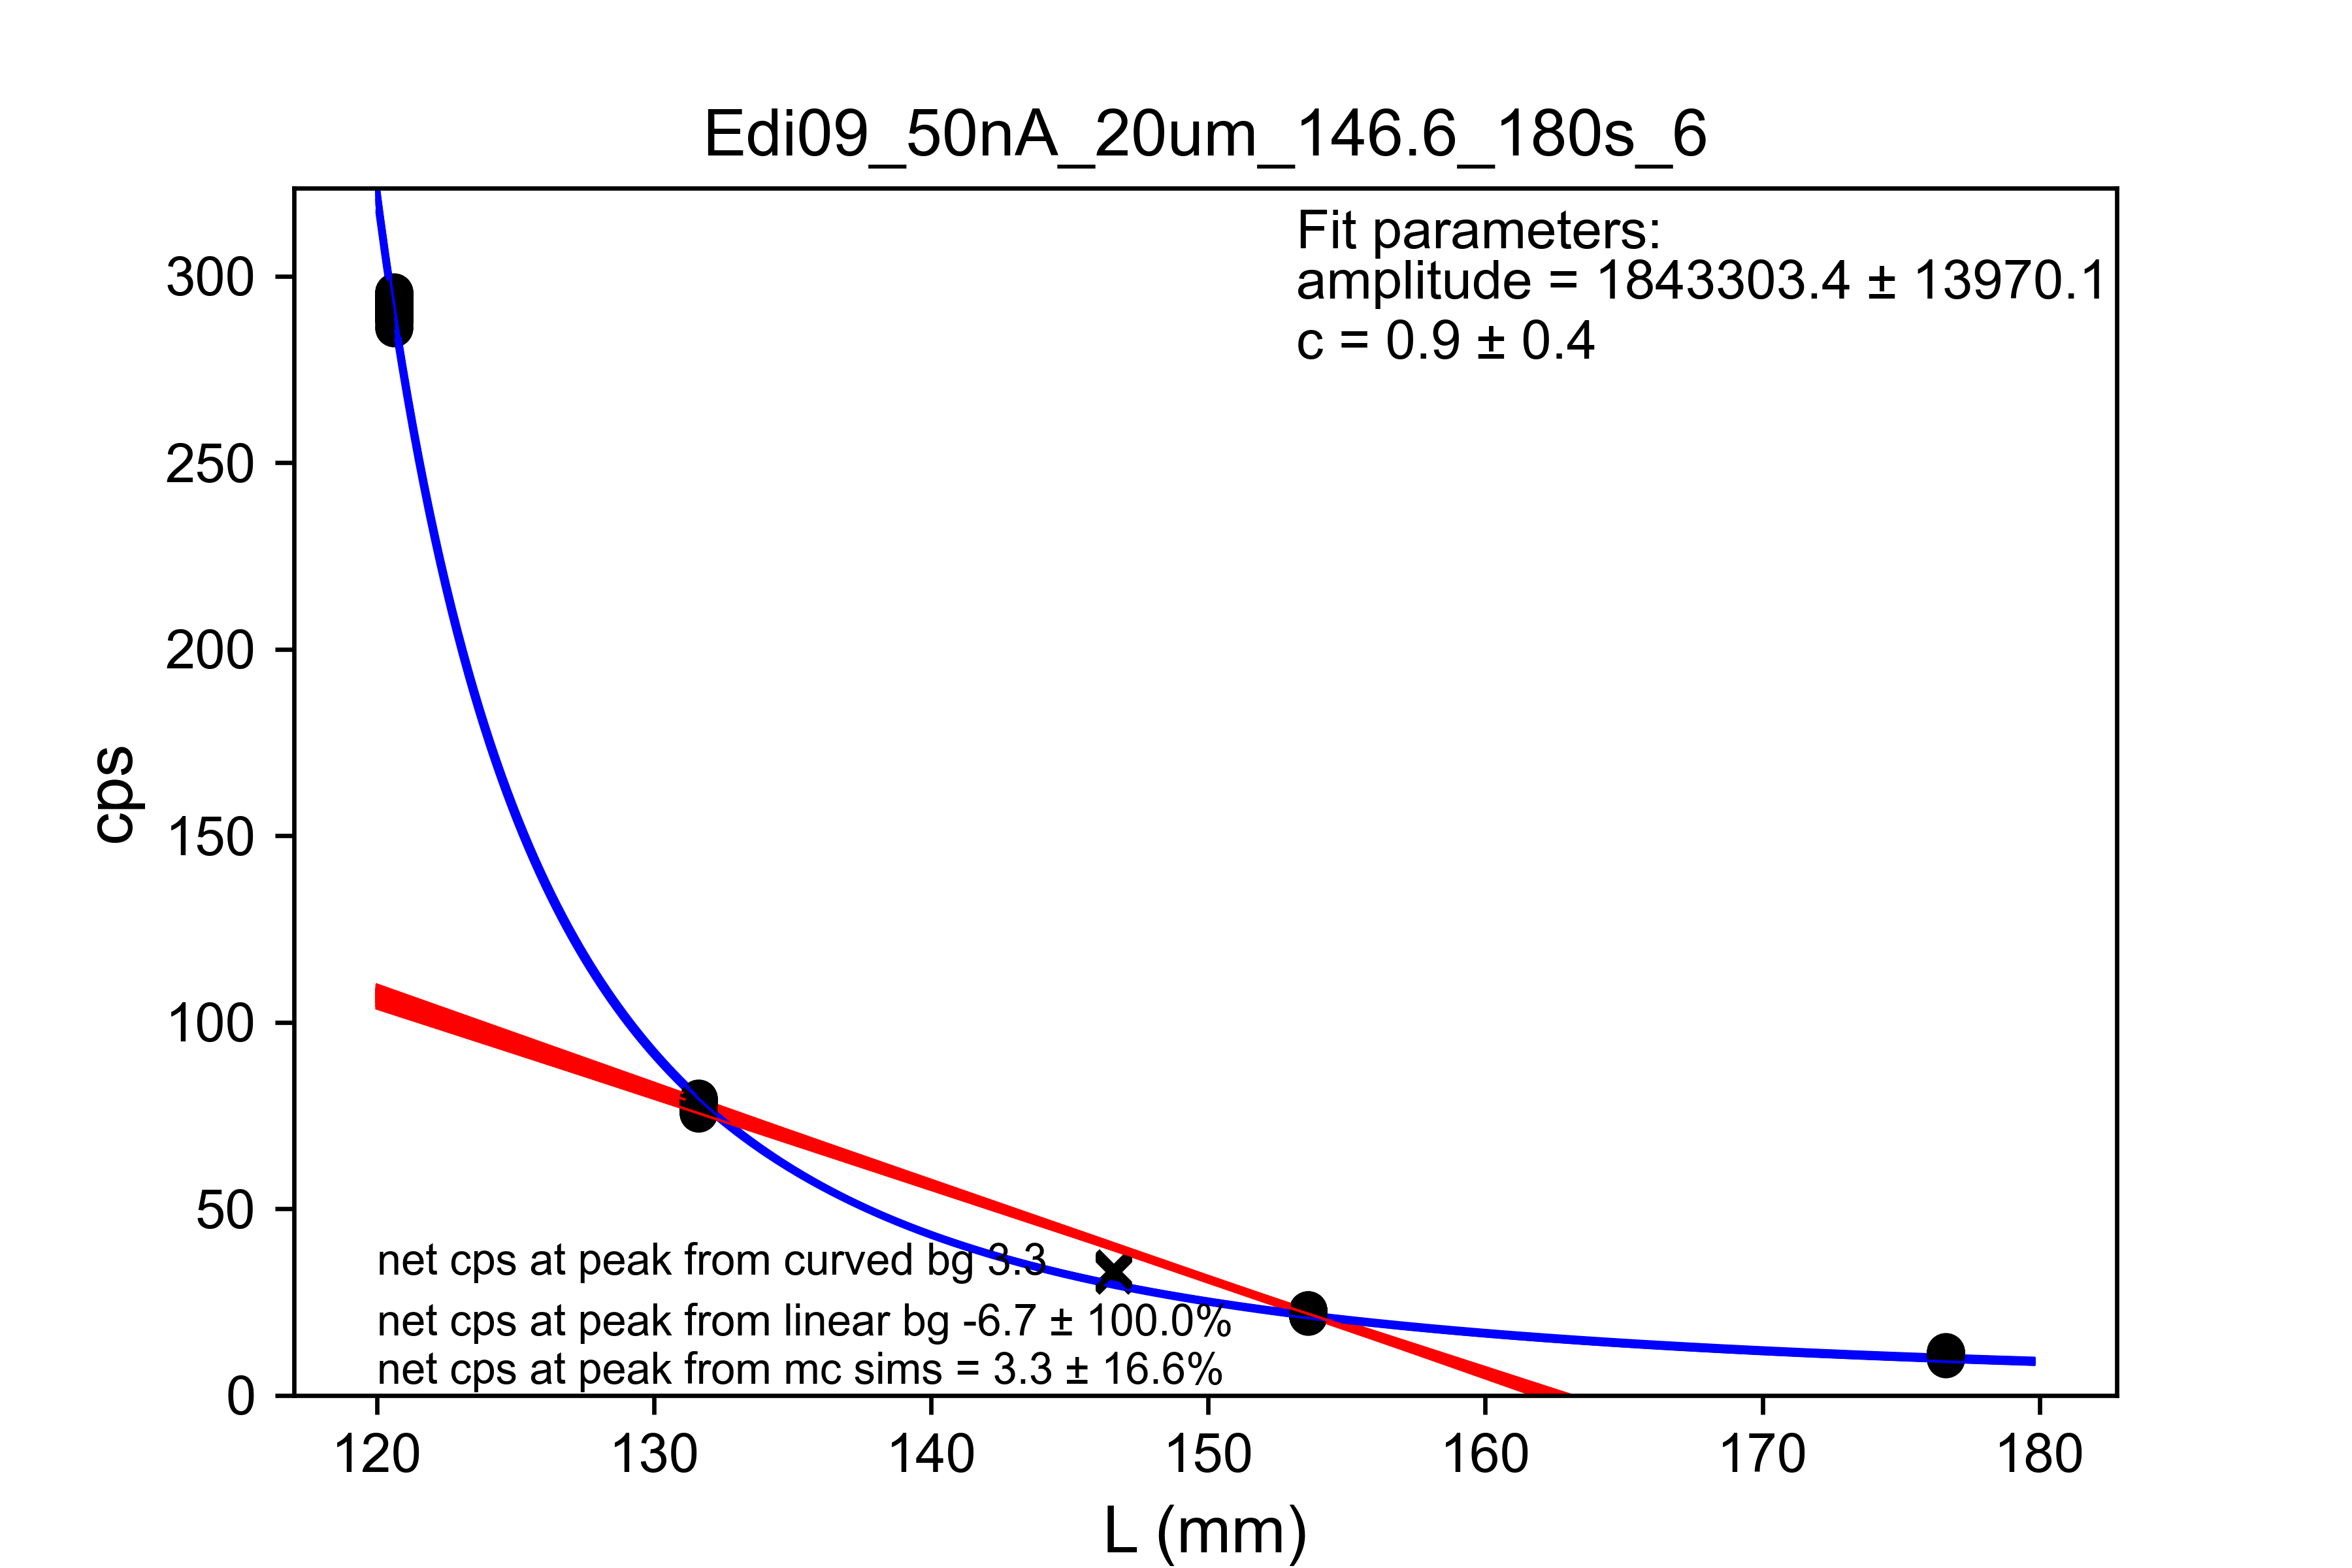 Edi09_50nA_20um_146.6_180s_6
Fit parameters:
amplitude = 1843303.4 ± 13970.1
c = 0.9 ± 0.4
300
250
200
150
100
50
0
cps
net cps at peak from curved bg 3.3
net cps at peak from linear bg -6.7 ± 100.0%
net cps at peak from mc sims = 3.3 ± 16.6%
120 130 140 150 160 170 180
L (mm)